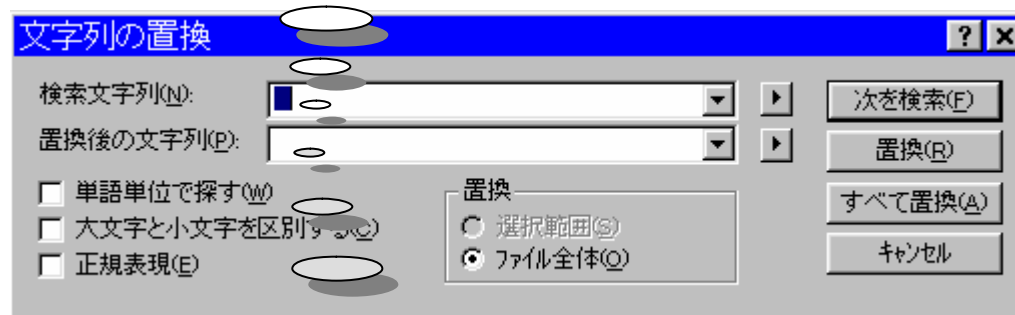 文字列の置換
検索文字列(N):
次を検索(F)
置換後の文字列(P):
置換(R)
単語単位で探す(W)
大文字と小文字を区別する(C)
正規表現(E)
置換
選択範囲(S)
ファイル全体(O)
すべて置換(A)
キャンセル